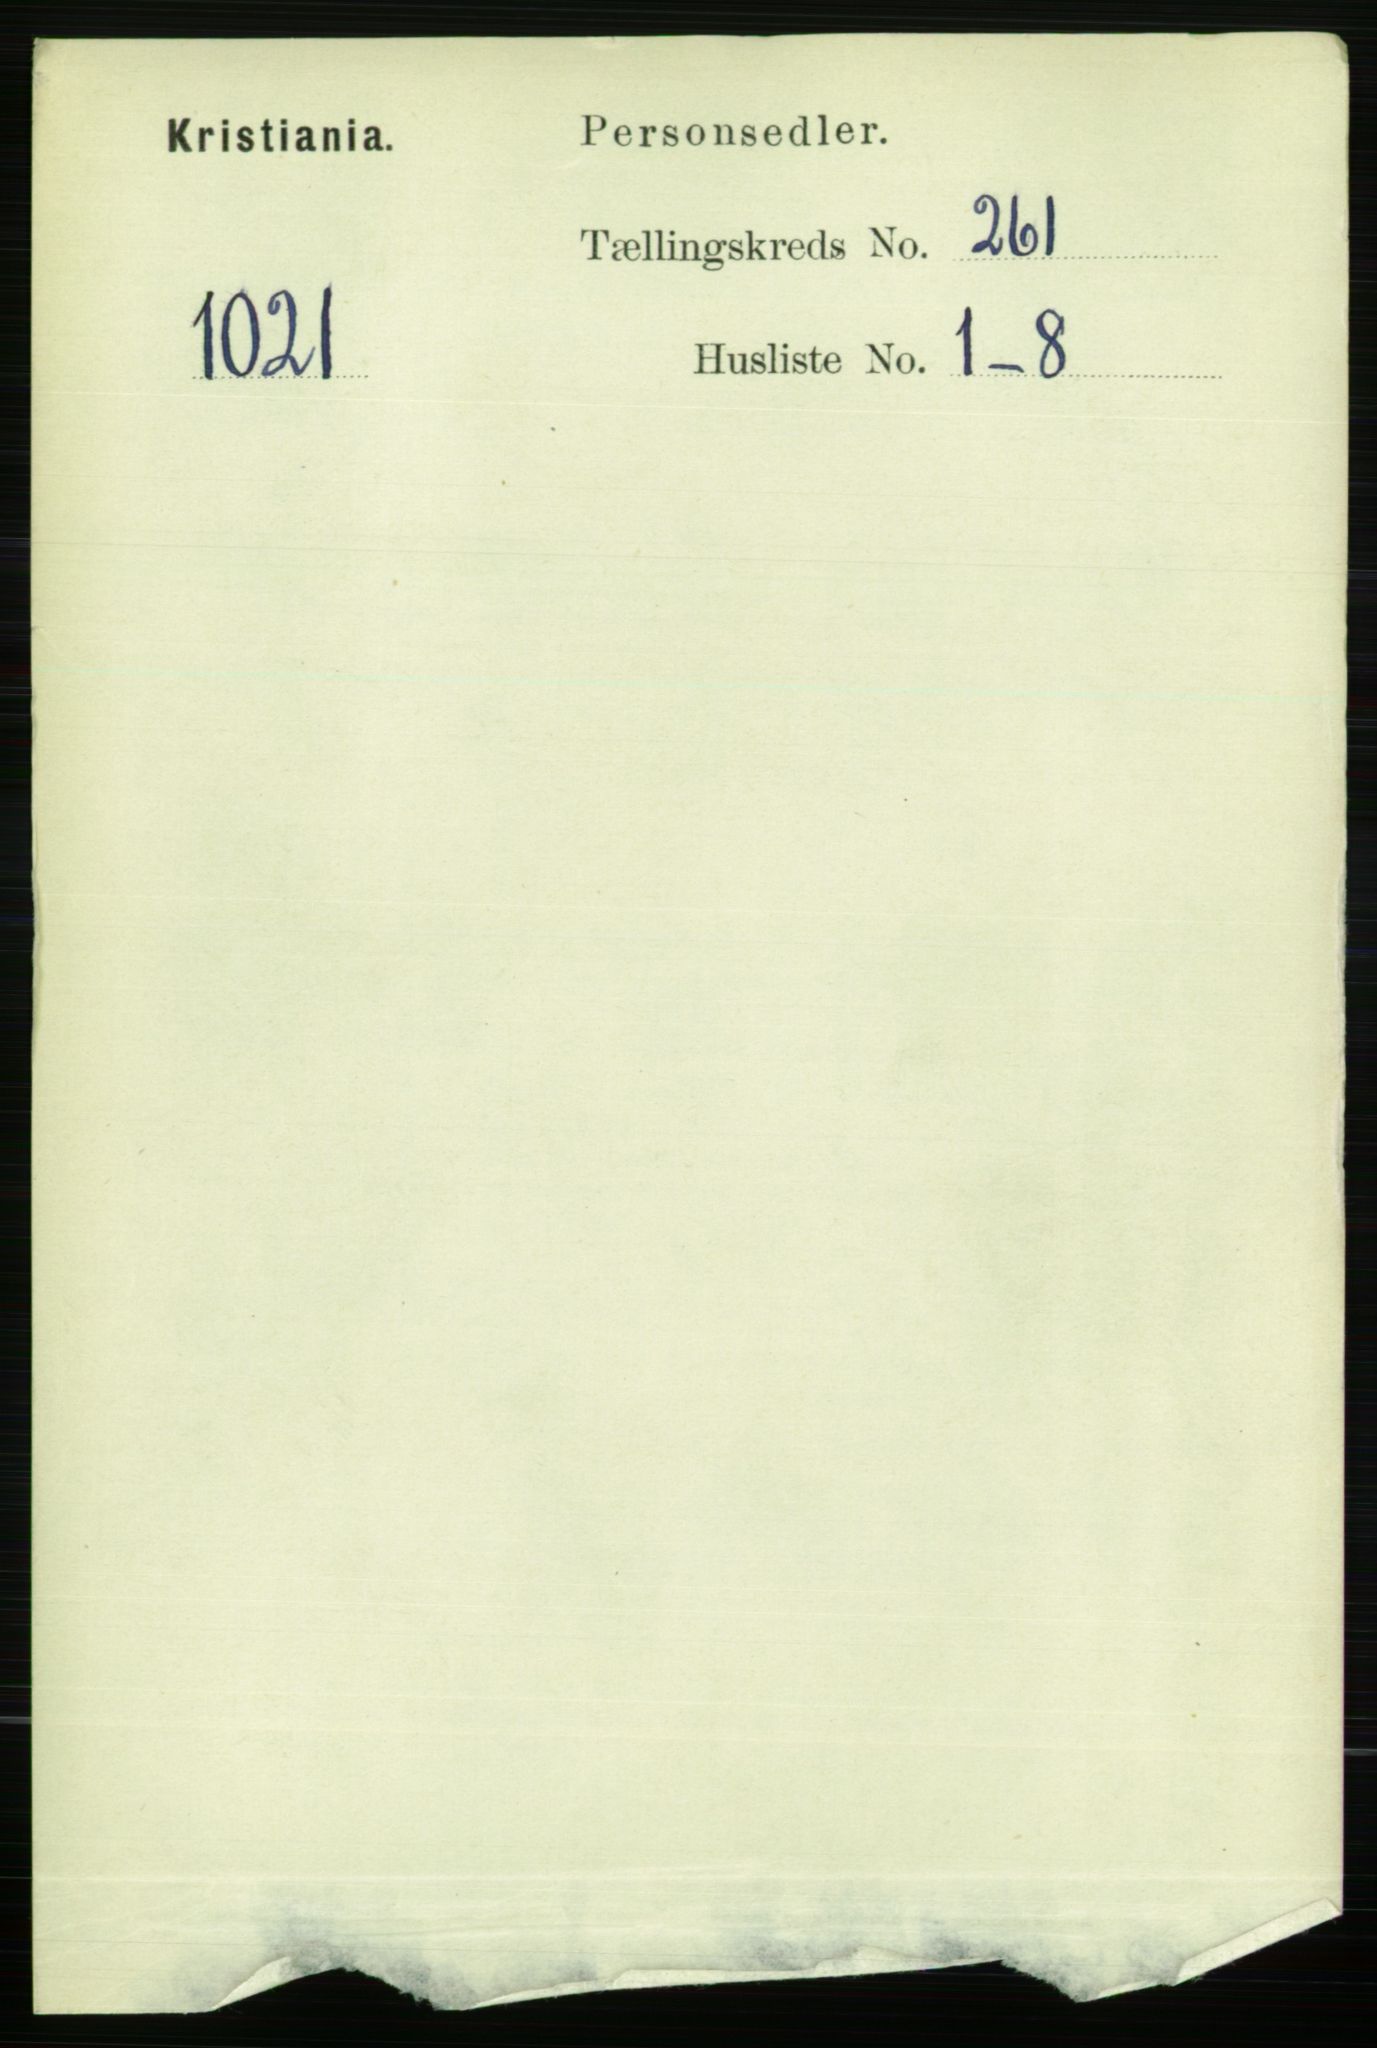 Kristiania.
Personsedler.
Tællingskreds No. 261
1021
Husliste No. 1-8